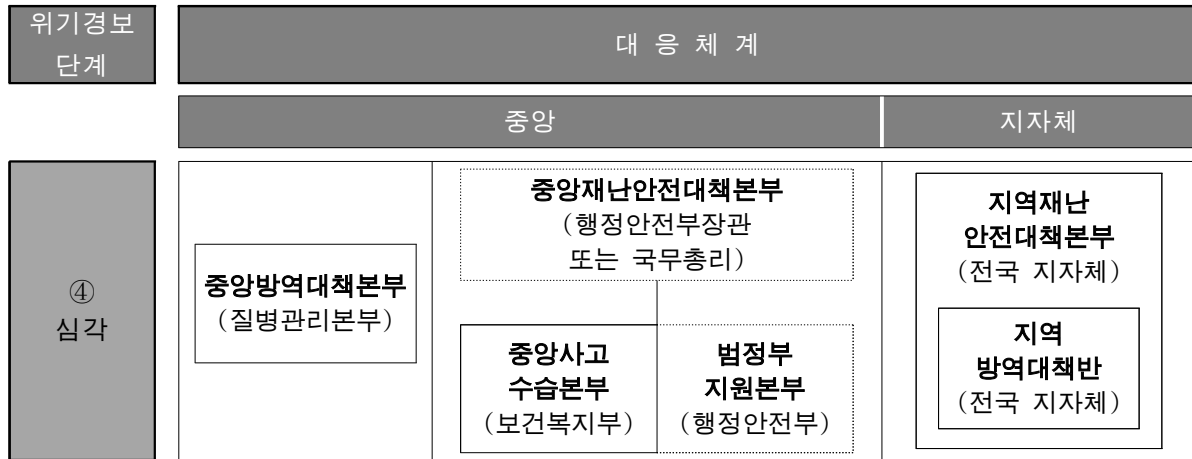 위기경보
단계
대 응 체 계
중앙
지자체
④
심각
중앙방역대책본부
(질병관리본부)
중앙재난안전대책본부
(행정안전부장관
또는 국무총리)
중앙사고
수습본부
(보건복지부)
범정부
지원본부
(행정안전부)
지역재난
안전대책본부
(전국 지자체)
지역
방역대책반
(전국 지자체)